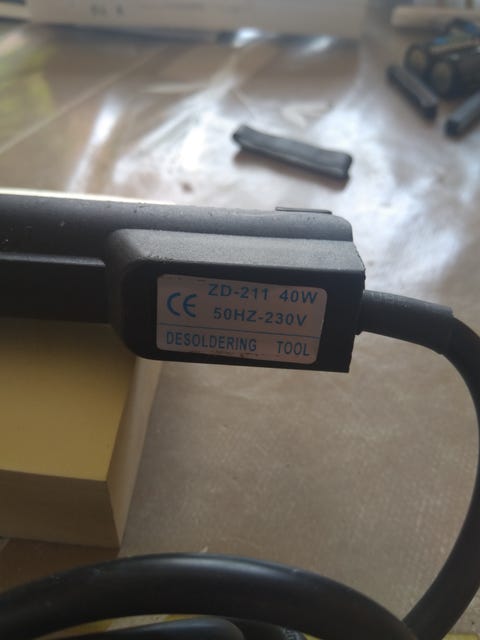 ZD-211 40W
CE 50HZ-230V
DESOLDERING TOOL